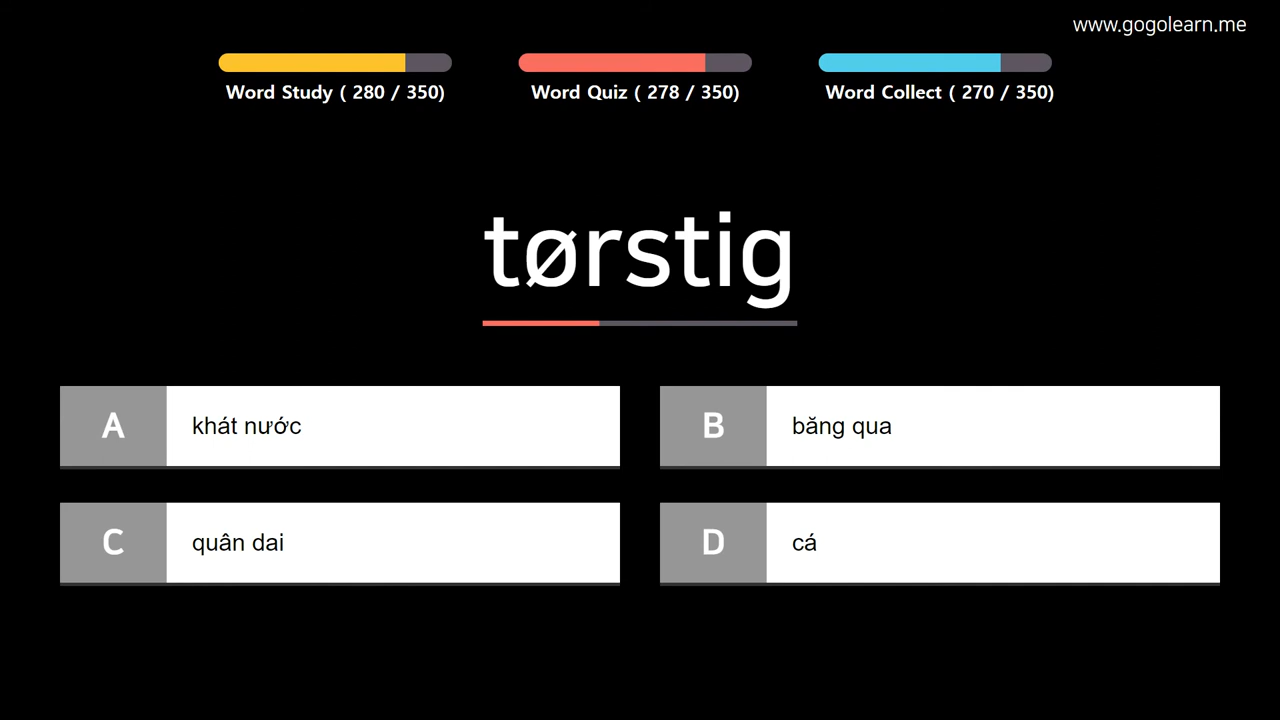 www.gogolearn.me
Word Study ( 280 / 350)
Word Quiz ( 278 / 350)
Word Collect ( 270 / 350)
tørstig
A khát nước
B băng qua
C quân dai
D cá